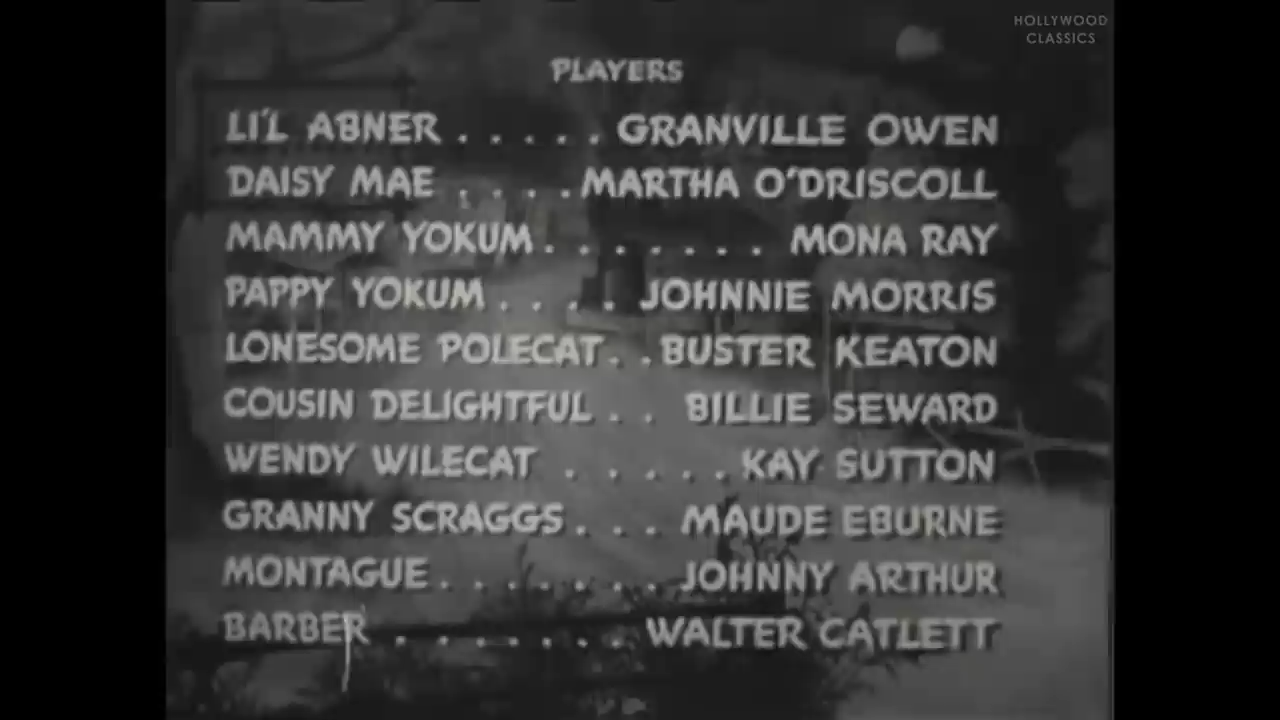 HOLLYWOOD
CLASSICS
PLAYERS
LI'L ABNER . . . . . GRANVILLE OWEN
DAISY MAE . . . . MARTHA O'DRISCOLL
MAMMY YOKUM . . . . . . . MONA RAY
PAPPY YOKUM . . . . JOHNNIE MORRIS
LONESOME POLECAT . . BUSTER KEATON
COUSIN DELIGHTFUL . . BILLIE SEWARD
WENDY WILECAT . . . . . KAY SUTTON
GRANNY SCRAGGS . . . MAUDE EBURNE
MONTAGUE . . . . . . . JOHNNY ARTHUR
BARBER . . . . . . . WALTER CATLETT